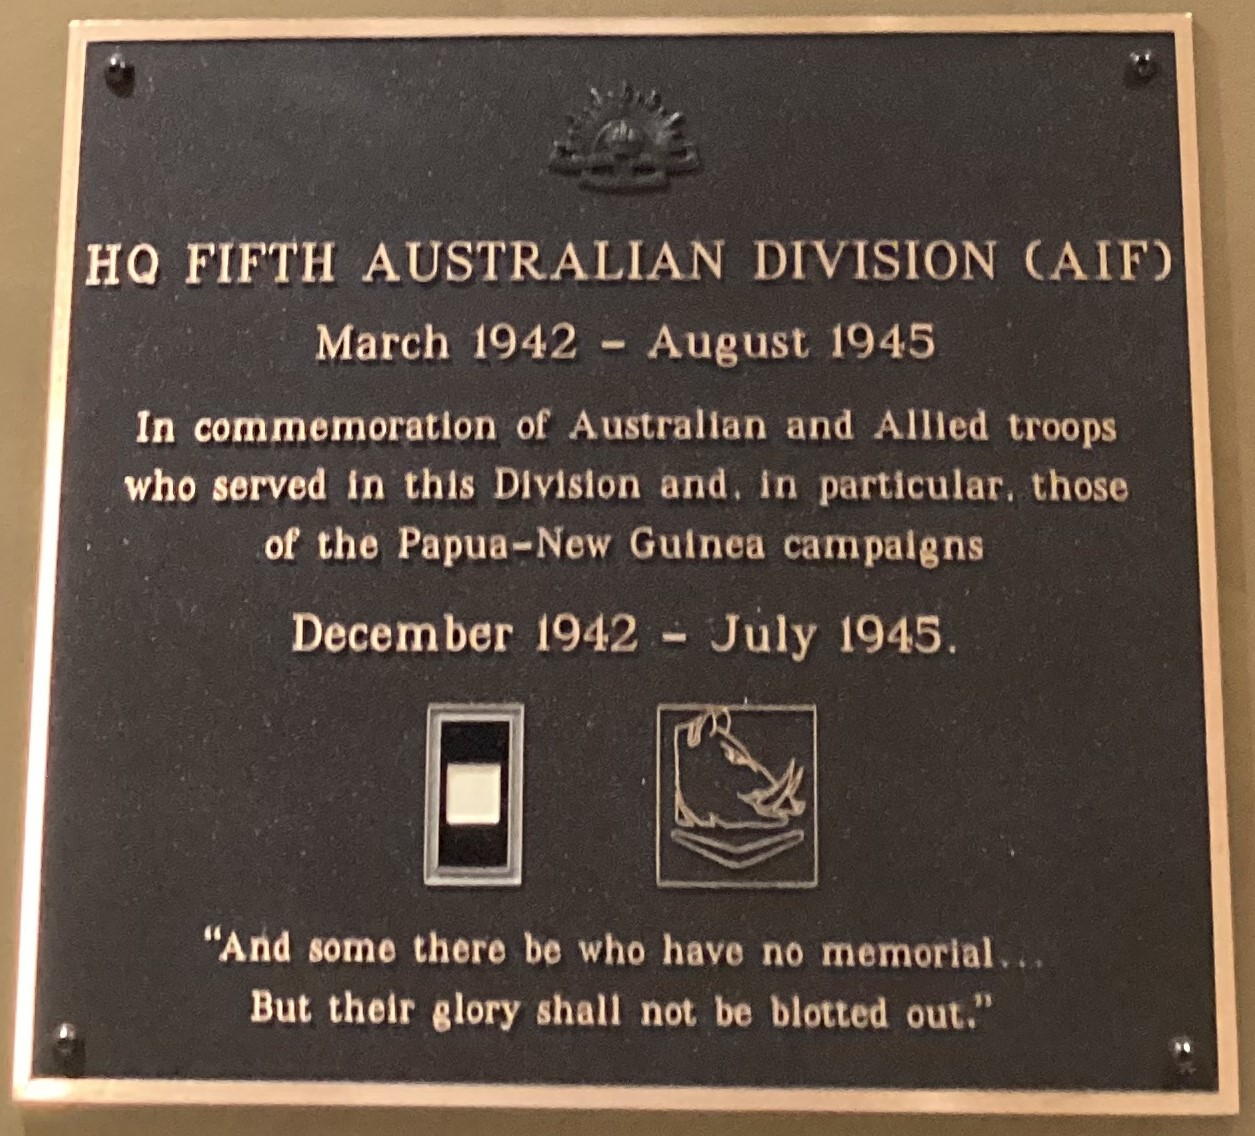 HQ FIFTH AUSTRALIAN DIVISION (AIF)
March 1942 – August 1945
In commemoration of Australian and Allied troops
who served in this Division and, in particular, those
of the Papua–New Guinea campaigns
December 1942 – July 1945.
“And some there be who have no memorial...
But their glory shall not be blotted out.”